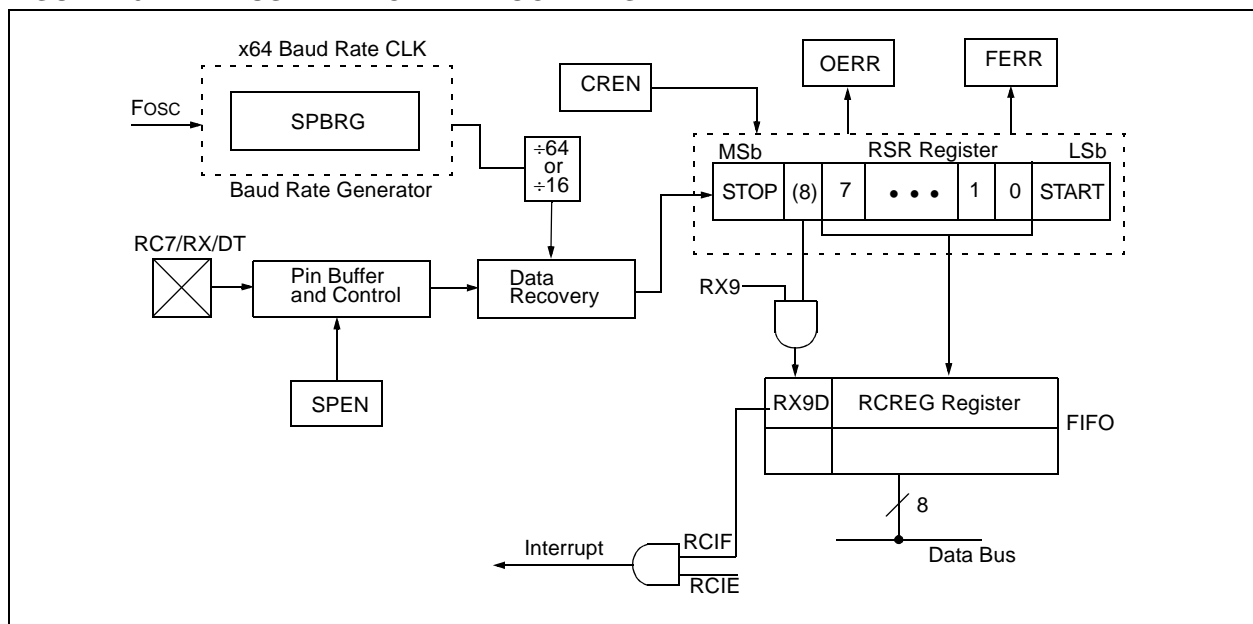 x64 Baud Rate CLK
FOSC
SPBRG
Baud Rate Generator
÷64
or
÷16
CREN
OERR
FERR
MSb
RSR Register
LSb
STOP
(8)
7
• • •
1
0
START
RC7/RX/DT
Pin Buffer
and Control
Data
Recovery
SPEN
RX9
RX9D
RCREG Register
FIFO
8
Data Bus
Interrupt
RCIF
RCIE